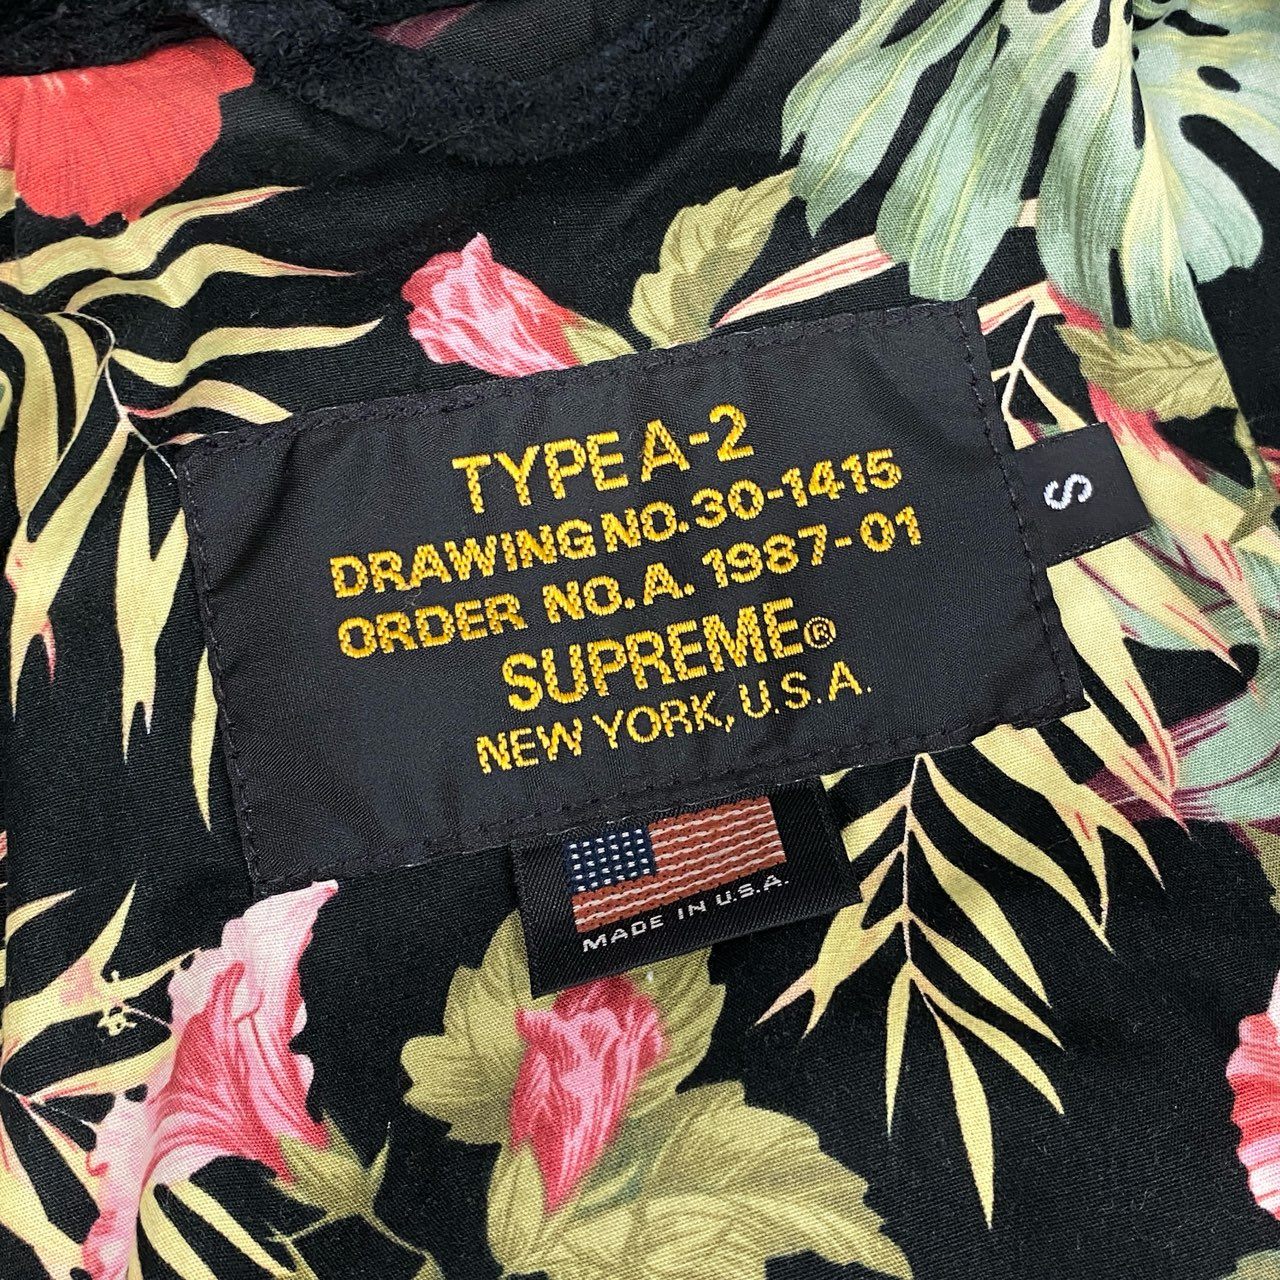 TYPE A-2
DRAWING NO. 30-1415
ORDER NO. A. 1987-01
SUPREME®
NEW YORK, U.S.A.
S
MADE IN U.S.A.